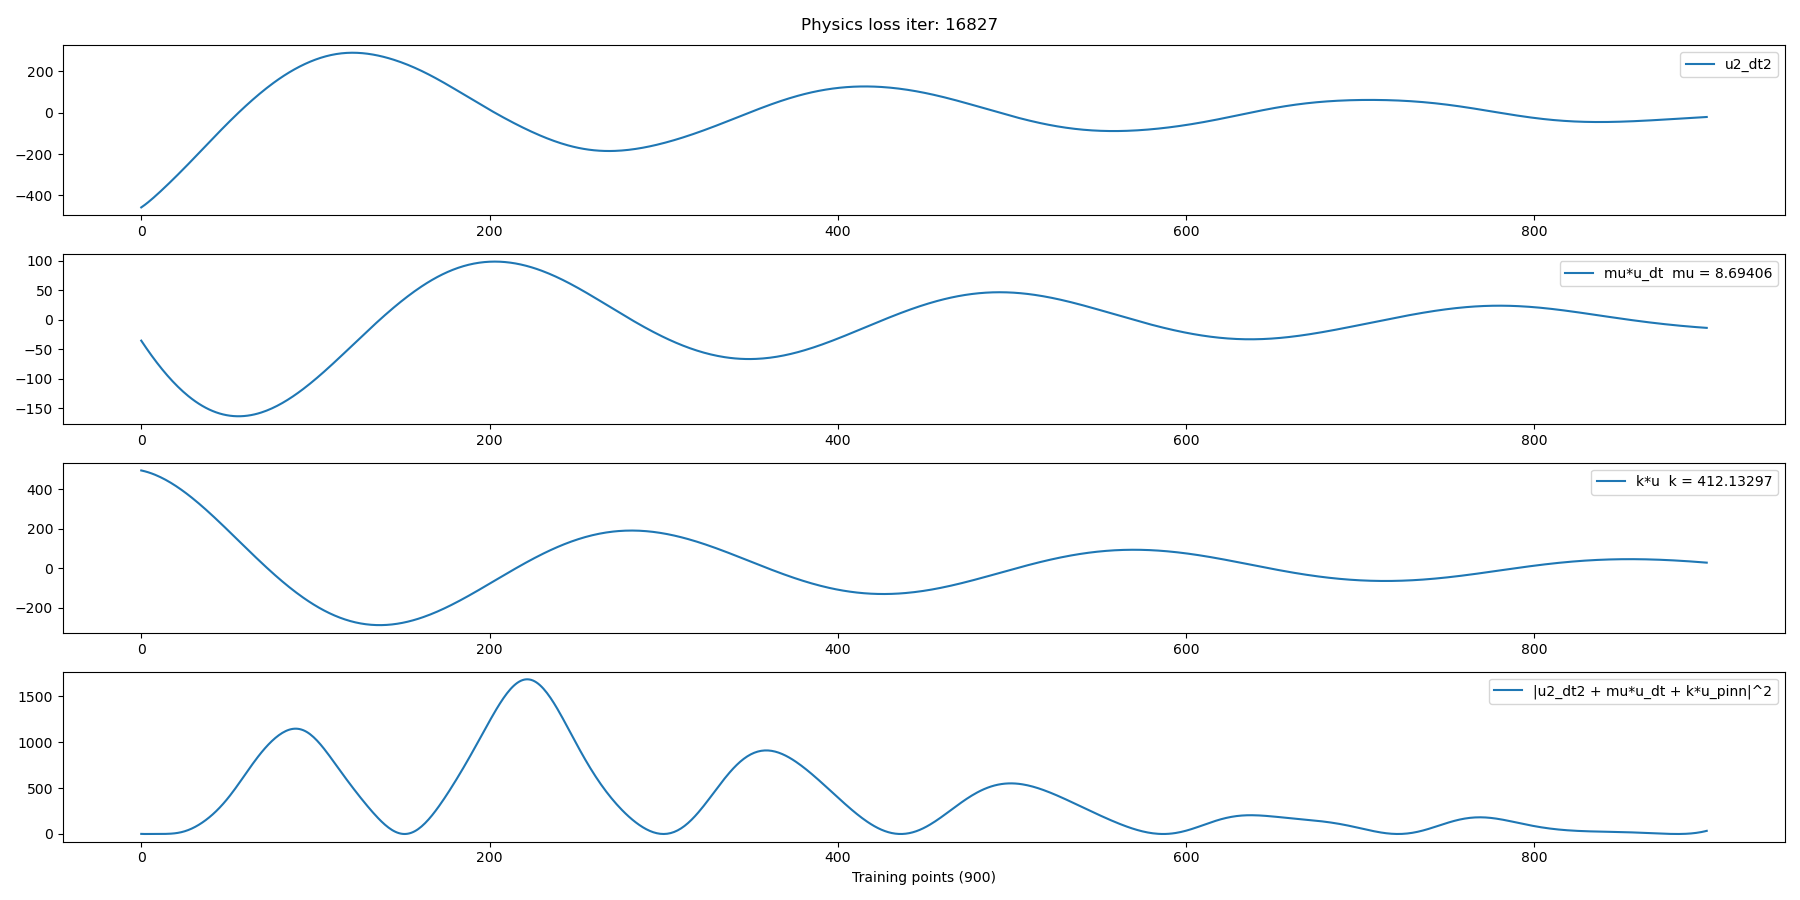 Physics loss iter: 16827
u2_dt2
200
0
−200
−400
0 200 400 600 800
mu*u_dt mu = 8.69406
100
50
0
−50
−100
−150
0 200 400 600 800
k*u k = 412.13297
400
200
0
−200
0 200 400 600 800
|u2_dt2 + mu*u_dt + k*u_pinn|^2
1500
1000
500
0
0 200 400 600 800
Training points (900)